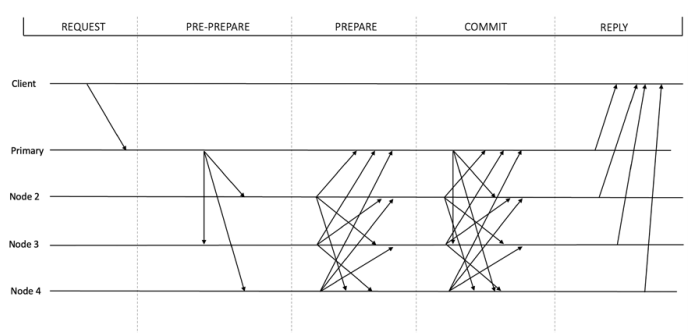 REQUEST PRE-PREPARE PREPARE COMMIT REPLY
Client
Primary
Node 2
Node 3
Node 4